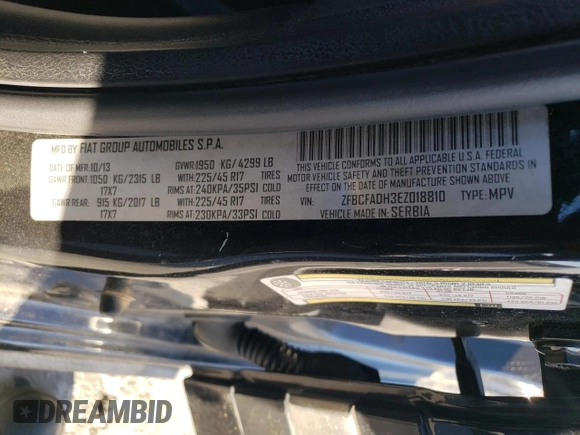 MFD BY FIAT GROUP AUTOMOBILES S.P.A.
DATE OF MFR: 10/13 GVWR: 1950 KG/4299 LB
GAWR FRONT: 1050 KG/2315 LB WITH 225/45 R17 TIRES
17X7 RIMS AT: 240KPA/35PSI COLD
GAWR REAR: 915 KG/2017 LB WITH 225/45 R17 TIRES
17X7 RIMS AT: 230KPA/33PSI COLD
THIS VEHICLE CONFORMS TO ALL APPLICABLE U.S.A. FEDERAL
MOTOR VEHICLE SAFETY, BUMPER AND THEFT PREVENTION STANDARDS
IN EFFECT ON THE DATE OF MANUFACTURE SHOWN ABOVE.
VIN: ZFBCFADH3EZ018810 TYPE: MPV
VEHICLE MADE IN: SERBIA
DREAMBID